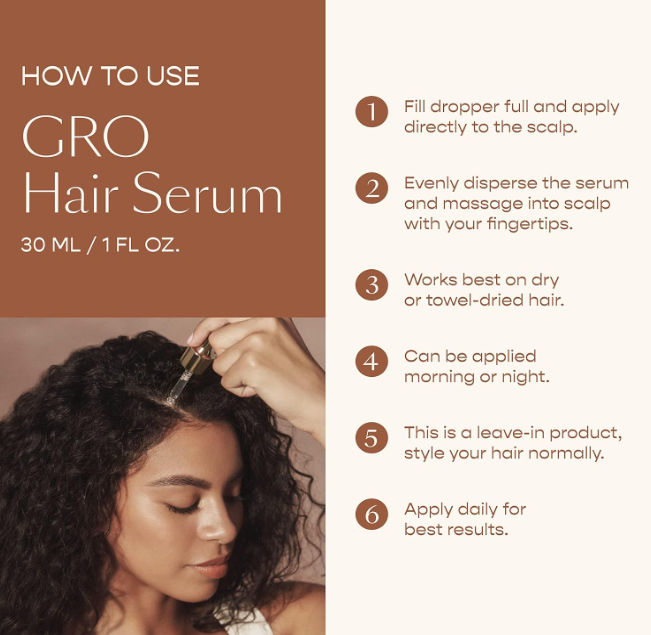 HOW TO USE
GRO
Hair Serum
30 ML / 1 FL OZ.
1 Fill dropper full and apply
directly to the scalp.
2 Evenly disperse the serum
and massage into scalp
with your fingertips.
3 Works best on dry
or towel-dried hair.
4 Can be applied
morning or night.
5 This is a leave-in product,
style your hair normally.
6 Apply daily for
best results.